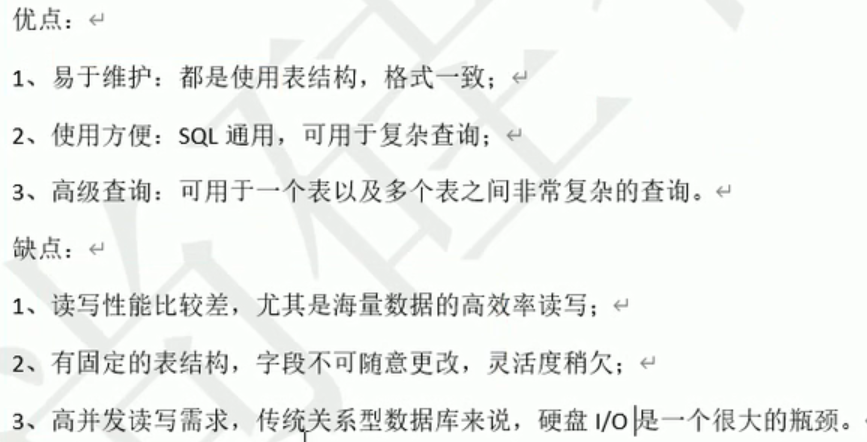 优点：
1、易于维护：都是使用表结构，格式一致；
2、使用方便：SQL 通用，可用于复杂查询；
3、高级查询：可用于一个表以及多个表之间非常复杂的查询。
缺点：
1、读写性能比较差，尤其是海量数据的高效率读写；
2、有固定的表结构，字段不可随意更改，灵活度稍欠；
3、高并发读写需求，传统关系型数据库来说，硬盘 I/O 是一个很大的瓶颈。